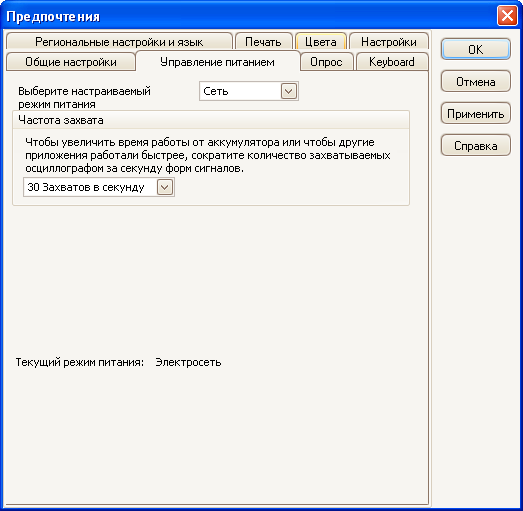 Предпочтения
Региональные настройки и язык
Печать
Цвета
Настройки
Общие настройки
Управление питанием
Опрос
Keyboard
OK
Отмена
Применить
Справка
Выберите настраиваемый
режим питания
Сеть
Частота захвата
Чтобы увеличить время работы от аккумулятора или чтобы другие
приложения работали быстрее, сократите количество захватываемых
осциллографом за секунду форм сигналов.
30 Захватов в секунду
Текущий режим питания: Электросеть